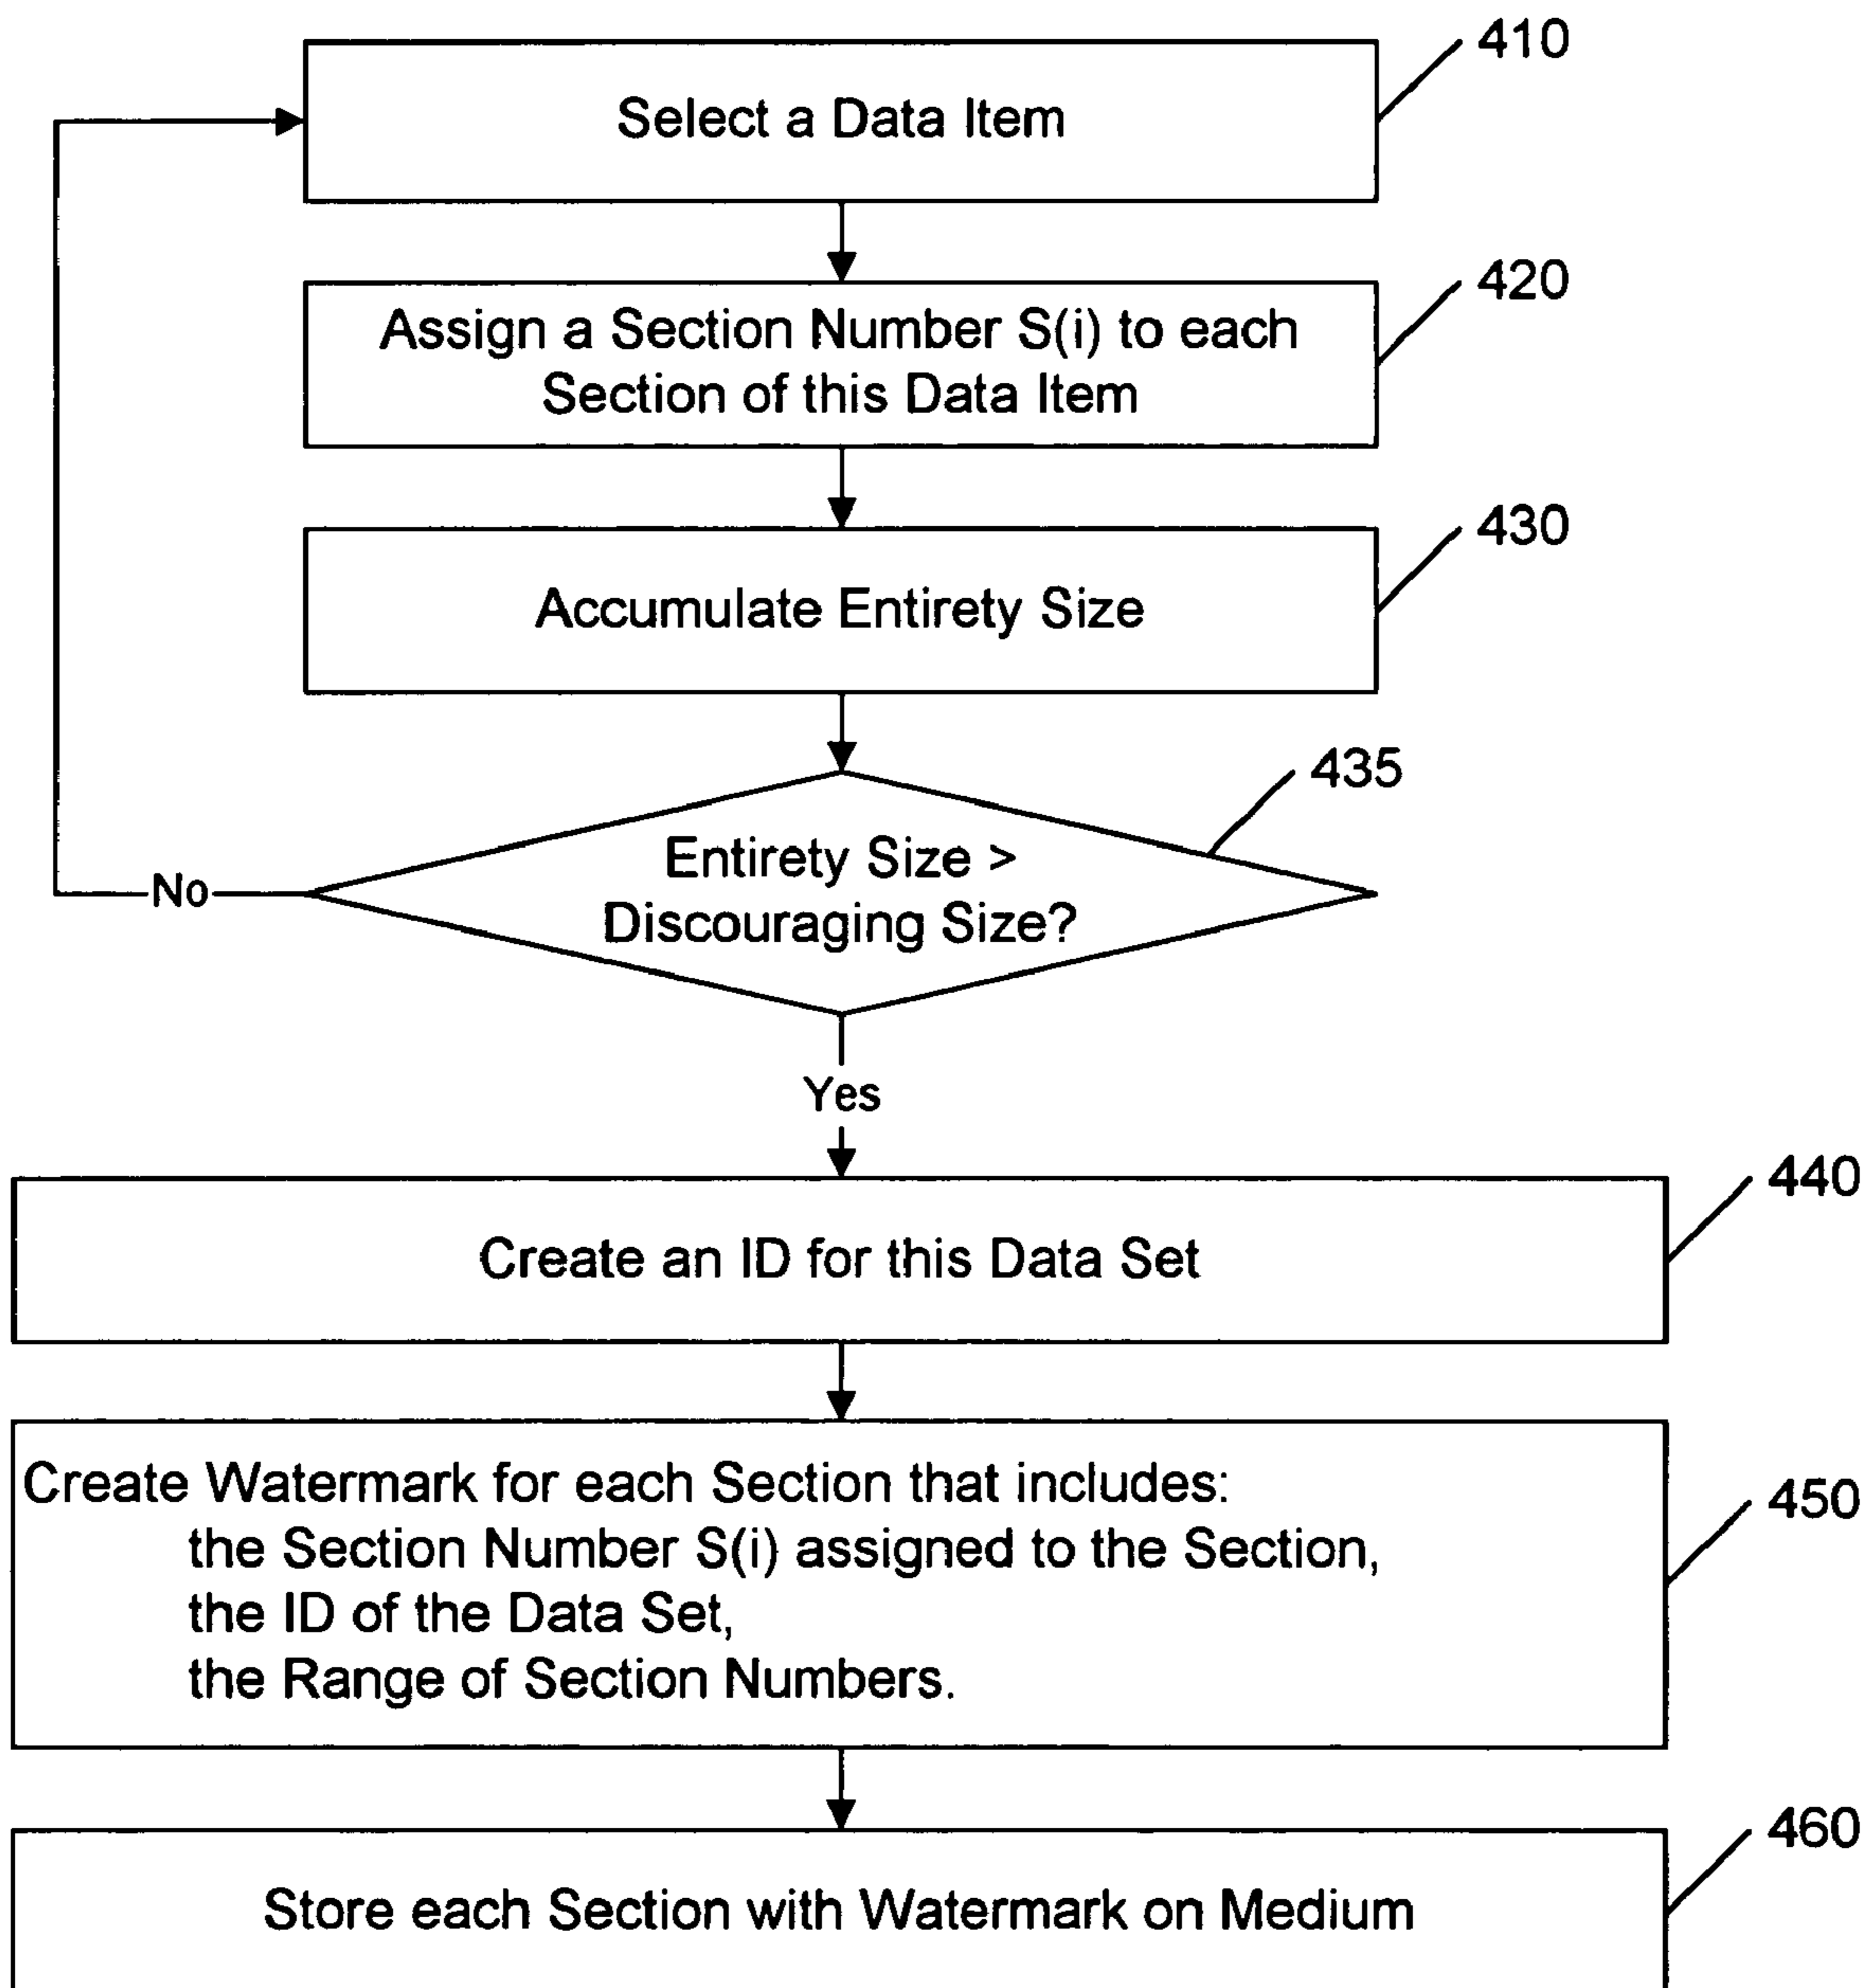 410
Select a Data Item
420
Assign a Section Number S(i) to each
Section of this Data Item
430
Accumulate Entirety Size
435
Entirety Size >
Discouraging Size?
No
Yes
440
Create an ID for this Data Set
450
Create Watermark for each Section that includes:
the Section Number S(i) assigned to the Section,
the ID of the Data Set,
the Range of Section Numbers.
460
Store each Section with Watermark on Medium